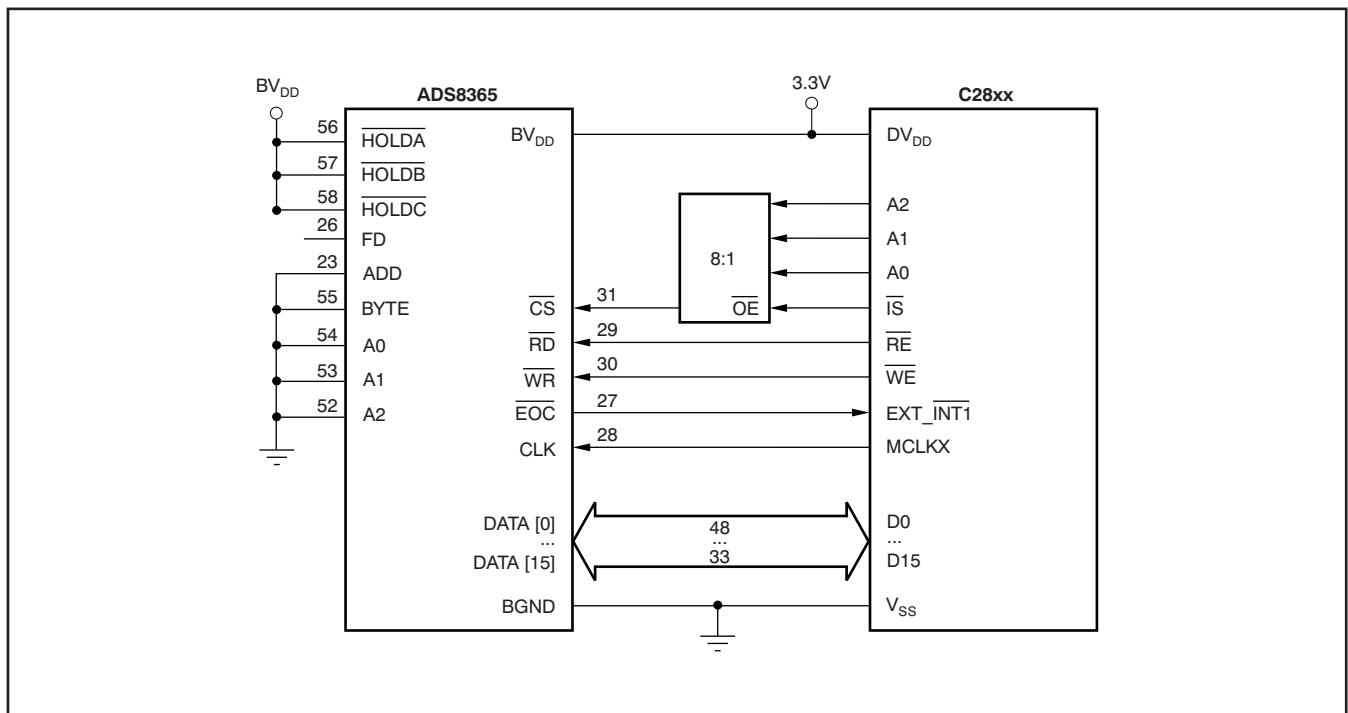 BVDD
ADS8365
3.3V
C28xx
56
HOLDA
57
HOLDB
58
HOLDC
26
FD
23
ADD
55
BYTE
54
A0
53
A1
52
A2
BVDD
DVDD
8:1
OE
A2
A1
A0
CS
31
IS
RD
29
RE
WR
30
WE
EOC
27
EXT_INT1
CLK
28
MCLKX
DATA [0]
...
DATA [15]
48
...
33
D0
...
D15
BGND
VSS